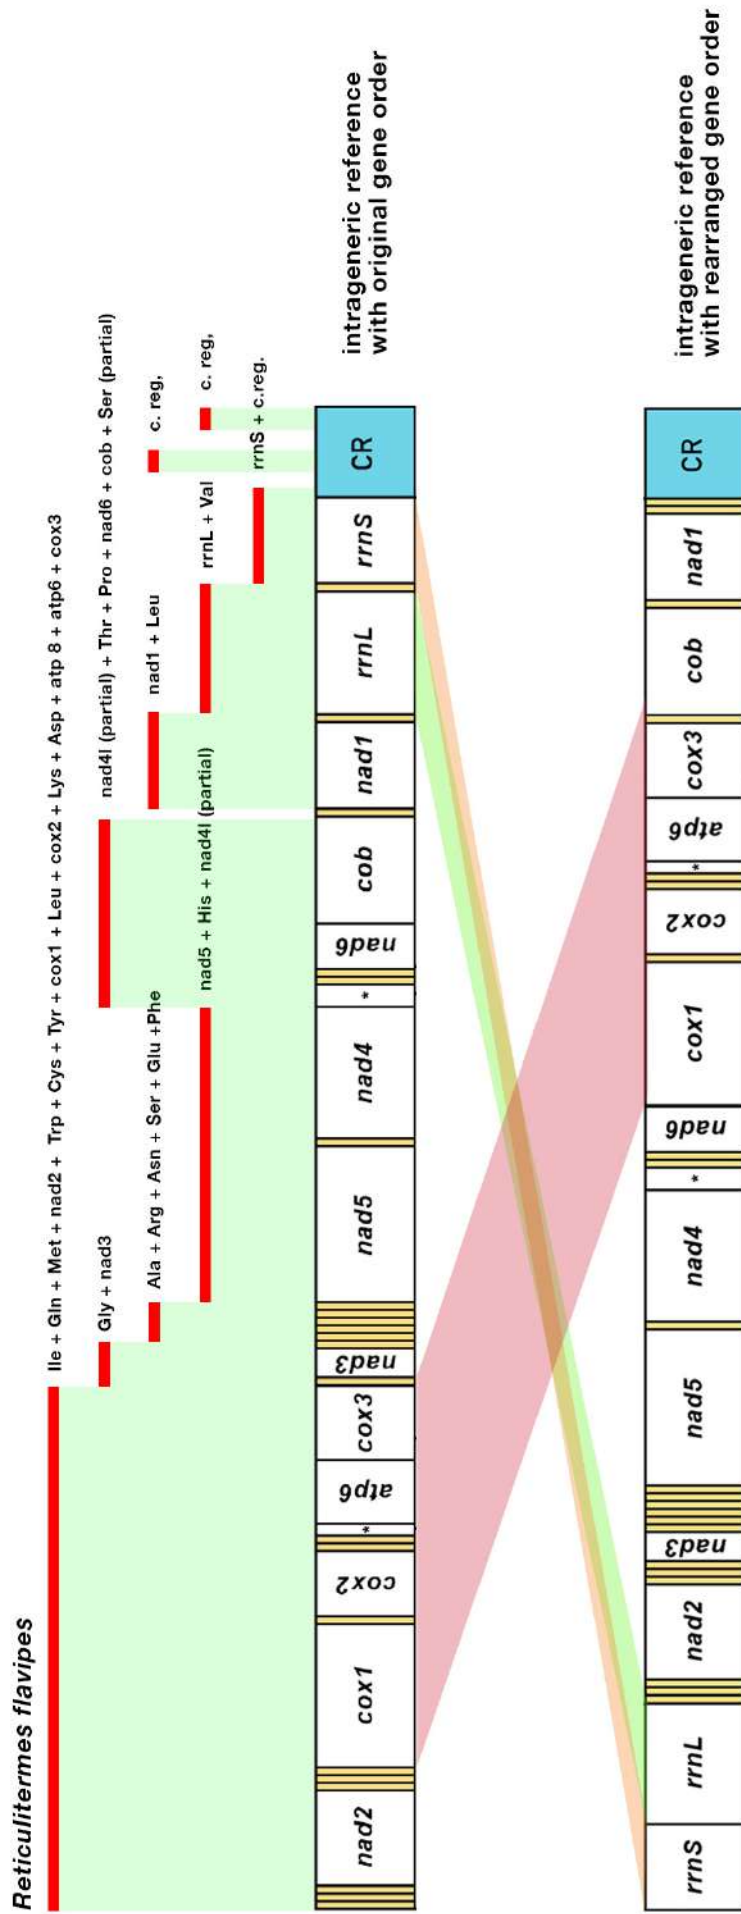 Reticulitermes flavipes
Ile + Gln + Met + nad2 + Trp + Cys + Tyr + cox1 + Leu + cox2 + Lys + Asp + atp 8 + atp6 + cox3
Gly + nad3
nad4l (partial) + Thr + Pro + nad6 + cob + Ser (partial)
Ala + Arg + Asn + Ser + Glu +Phe
nad1 + Leu
c. reg,
nad5 + His + nad4l (partial)
rrnL + Val
c. reg,
rrnS + c.reg.
nad2
cox1
cox2
*
atp6
cox3
nad3
nad5
nad4
*
nad6
cob
nad1
rrnL
rrnS
CR
intrageneric reference
with original gene order
rrnS
rrnL
nad2
nad3
nad5
nad4
*
nad6
cox1
cox2
*
atp6
cox3
cob
nad1
CR
intrageneric reference
with rearranged gene order